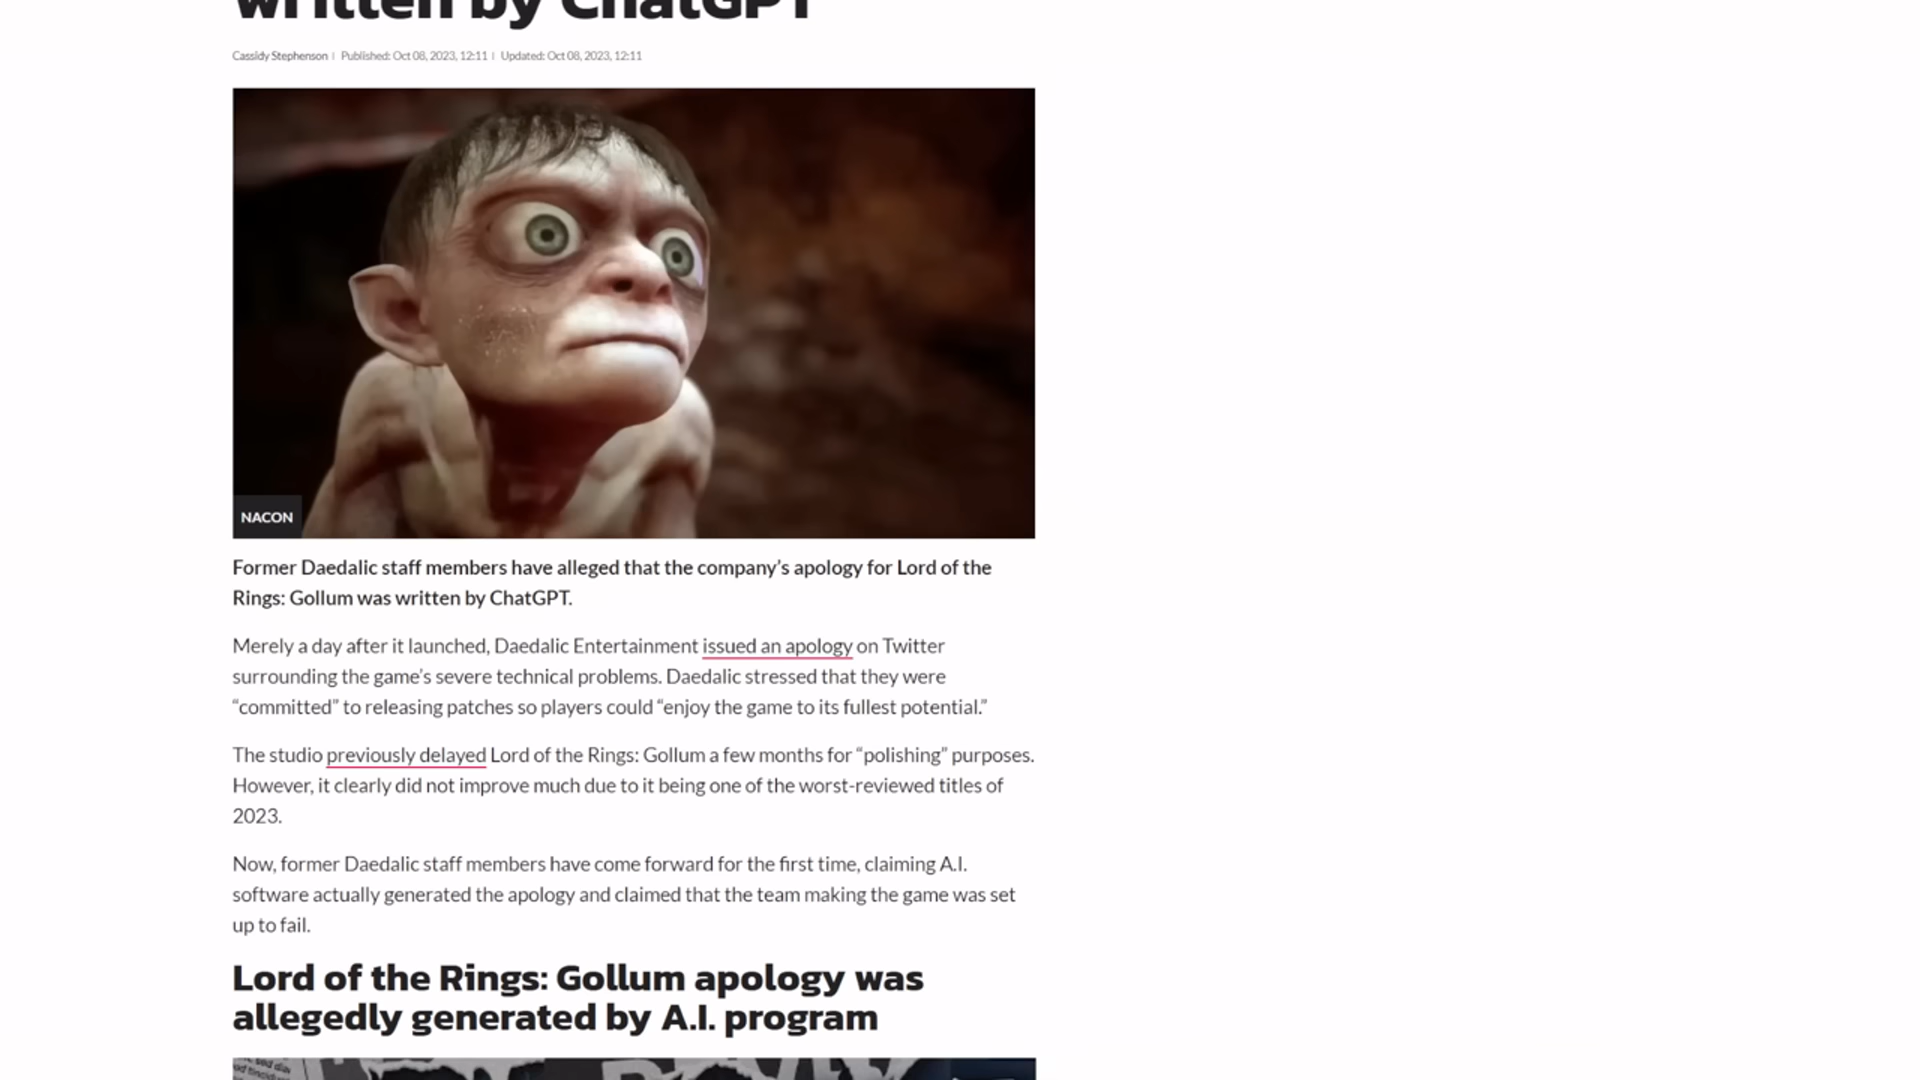 written by ChatGPT
Cassidy Stephenson | Published: Oct 08, 2023, 12:11 | Updated: Oct 08, 2023, 12:11
NACON
Former Daedalic staff members have alleged that the company’s apology for Lord of the
Rings: Gollum was written by ChatGPT.
Merely a day after it launched, Daedalic Entertainment issued an apology on Twitter
surrounding the game’s severe technical problems. Daedalic stressed that they were
“committed” to releasing patches so players could “enjoy the game to its fullest potential.”
The studio previously delayed Lord of the Rings: Gollum a few months for “polishing” purposes.
However, it clearly did not improve much due to it being one of the worst-reviewed titles of
2023.
Now, former Daedalic staff members have come forward for the first time, claiming A.I.
software actually generated the apology and claimed that the team making the game was set
up to fail.
Lord of the Rings: Gollum apology was
allegedly generated by A.I. program